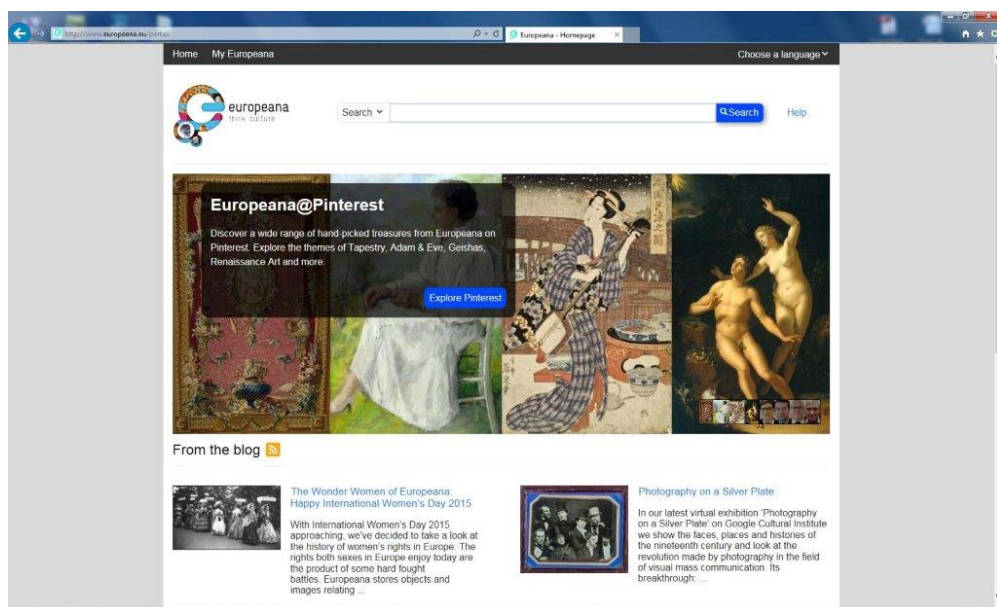 http://www.europeana.eu/portal/
Europeana - Homepage
Home My Europeana Choose a language
europeana
think culture
Search
Search
Help
Europeana@Pinterest
Discover a wide range of hand-picked treasures from Europeana on
Pinterest. Explore the themes of Tapestry, Adam & Eve, Geishas,
Renaissance Art and more.
Explore Pinterest
From the blog
The Wonder Women of Europeana:
Happy International Women's Day 2015
With International Women's Day 2015
approaching, we've decided to take a look at
the history of women's rights in Europe. The
rights both sexes in Europe enjoy today are
the product of some hard fought
battles. Europeana stores objects and
images relating ...
Photography on a Silver Plate
In our latest virtual exhibition 'Photography
on a Silver Plate' on Google Cultural Institute
we show the faces, places and histories of
the nineteenth century and look at the
revolution made by photography in the field
of visual mass communication. Its
breakthrough: ...